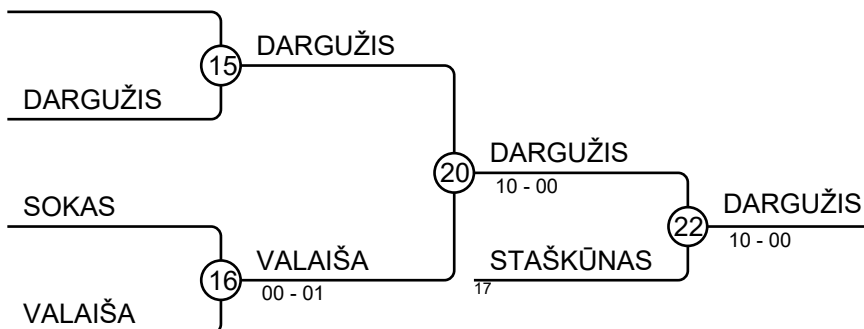 DARGUŽIS
15
DARGUŽIS
DARGUŽIS
20
10 - 00
SOKAS
DARGUŽIS
22
10 - 00
VALAIŠA
STAŠKŪNAS
16
00 - 01
17
VALAIŠA